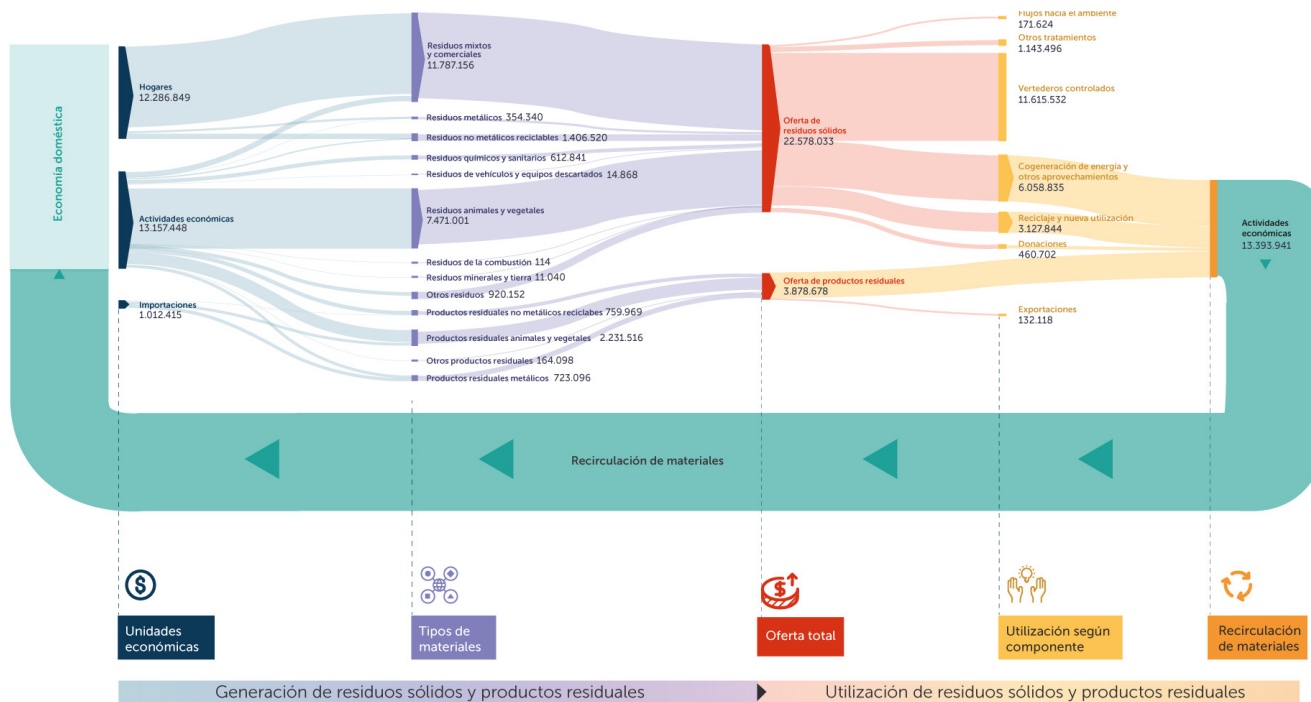 Economía doméstica
Hogares
12.286.849
Actividades económicas
13.157.448
Importaciones
1.012.415
Residuos mixtos
y comerciales
11.787.156
Residuos metálicos 354.340
Residuos no metálicos reciclables 1.406.520
Residuos químicos y sanitarios 612.841
Residuos de vehículos y equipos descartados 14.868
Residuos animales y vegetales
7.471.001
Residuos de la combustión 114
Residuos minerales y tierra 11.040
Otros residuos 920.152
Productos residuales no metálicos reciclabes 759.969
Productos residuales animales y vegetales 2.231.516
Otros productos residuales 164.098
Productos residuales metálicos 723.096
Oferta de
residuos sólidos
22.578.033
Oferta de productos residuales
3.878.678
Flujos hacia el ambiente
171.624
Otros tratamientos
1.143.496
Vertederos controlados
11.615.532
Cogeneración de energía y
otros aprovechamientos
6.058.835
Reciclaje y nueva utilización
3.127.844
Donaciones
460.702
Exportaciones
132.118
Actividades
económicas
13.393.941
Recirculación de materiales
Unidades
económicas
Tipos de
materiales
Oferta total
Utilización según
componente
Recirculación
de materiales
Generación de residuos sólidos y productos residuales
Utilización de residuos sólidos y productos residuales